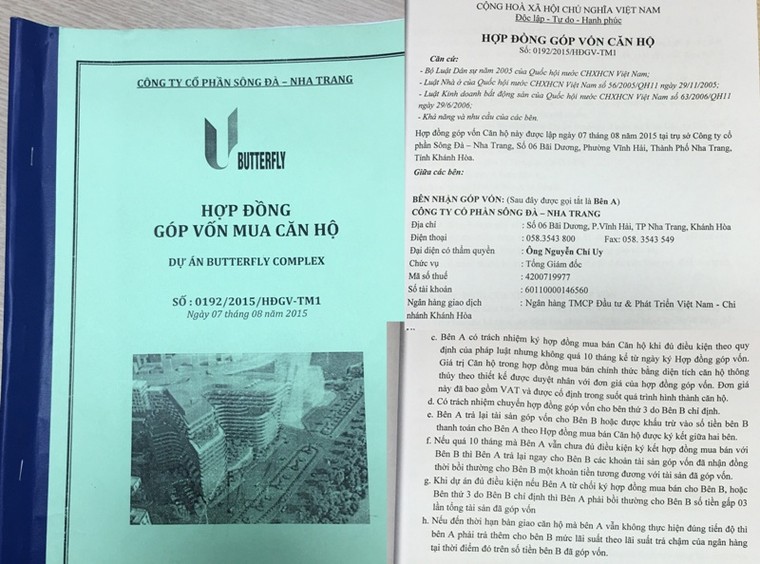 CÔNG TY CỔ PHẦN SÔNG ĐÀ – NHA TRANG
BUTTERFLY
HỢP ĐỒNG
GÓP VỐN MUA CĂN HỘ
DỰ ÁN BUTTERFLY COMPLEX
SỐ : 0192/2015/HĐGV-TM1
Ngày 07 tháng 08 năm 2015
CỘNG HOÀ XÃ HỘI CHỦ NGHĨA VIỆT NAM
Độc lập - Tự do - Hạnh phúc
HỢP ĐỒNG GÓP VỐN CĂN HỘ
Số: 0192/2015/HĐGV-TM1
Căn cứ:
- Bộ Luật Dân sự năm 2005 của Quốc hội nước CHXHCN Việt Nam;
- Luật Nhà ở của Quốc hội nước CHXHCN Việt Nam số 56/2005/QH11 ngày 29/11/2005;
- Luật Kinh doanh bất động sản của Quốc hội nước CHXHCN Việt Nam số 63/2006/QH11
ngày 29/6/2006;
- Khả năng và nhu cầu của các bên.
Hợp đồng góp vốn Căn hộ này được lập ngày 07 tháng 08 năm 2015 tại trụ sở Công ty cổ
phần Sông Đà – Nha Trang, Số 06 Bãi Dương, Phường Vĩnh Hải, Thành Phố Nha Trang,
Tỉnh Khánh Hòa.
Giữa các bên:
BÊN NHẬN GÓP VỐN: (Sau đây được gọi tắt là Bên A)
CÔNG TY CỔ PHẦN SÔNG ĐÀ – NHA TRANG
Địa chỉ : Số 06 Bãi Dương, P.Vĩnh Hải, TP Nha Trang, Khánh Hòa
Điện thoại : 058.3543 800 Fax: 058. 3543 549
Đại diện có thẩm quyền : Ông Nguyễn Chí Uy
Chức vụ : Tổng Giám đốc
Mã số thuế : 4200719977
Số tài khoản : 60110000146560
Ngân hàng giao dịch : Ngân hàng TMCP Đầu tư & Phát Triển Việt Nam - Chi
nhánh Khánh Hòa
c. Bên A có trách nhiệm ký hợp đồng mua bán Căn hộ khi đủ điều kiện theo quy
định của pháp luật nhưng không quá 10 tháng kể từ ngày ký Hợp đồng góp vốn.
Giá trị Căn hộ trong hợp đồng mua bán chính thức bằng diện tích căn hộ thông
thủy theo thiết kế được duyệt nhân với đơn giá của hợp đồng góp vốn. Đơn giá
này đã bao gồm VAT và được cố định trong suốt quá trình hình thành căn hộ.
d. Có trách nhiệm chuyển hợp đồng góp vốn cho bên thứ 3 do Bên B chỉ định.
e. Bên A trả lại tài sản góp vốn cho Bên B hoặc được khấu trừ vào số tiền bên B
thanh toán cho Bên A theo Hợp đồng mua bán Căn hộ được ký kết giữa hai bên.
f. Nếu quá 10 tháng mà Bên A vẫn chưa đủ điều kiện ký kết hợp đồng mua bán với
Bên B thì Bên A trả lại ngay cho Bên B các khoản tài sản góp vốn đã nhận đồng
thời bồi thường cho Bên B một khoản tiền tương đương với tài sản đã góp vốn.
g. Khi dự án đủ điều kiện nếu Bên A từ chối ký hợp đồng mua bán cho Bên B, hoặc
Bên thứ 3 do Bên B chỉ định thì Bên A phải bồi thường cho Bên B số tiền gấp 03
lần tổng tài sản đã góp vốn
h. Nếu đến thời hạn bàn giao căn hộ mà bên A vẫn không thực hiện đúng tiến độ thì
bên A phải trả thêm cho bên B mức lãi suất theo lãi suất trả chậm của ngân hàng
tại thời điểm đó trên số tiền bên B đã góp vốn.